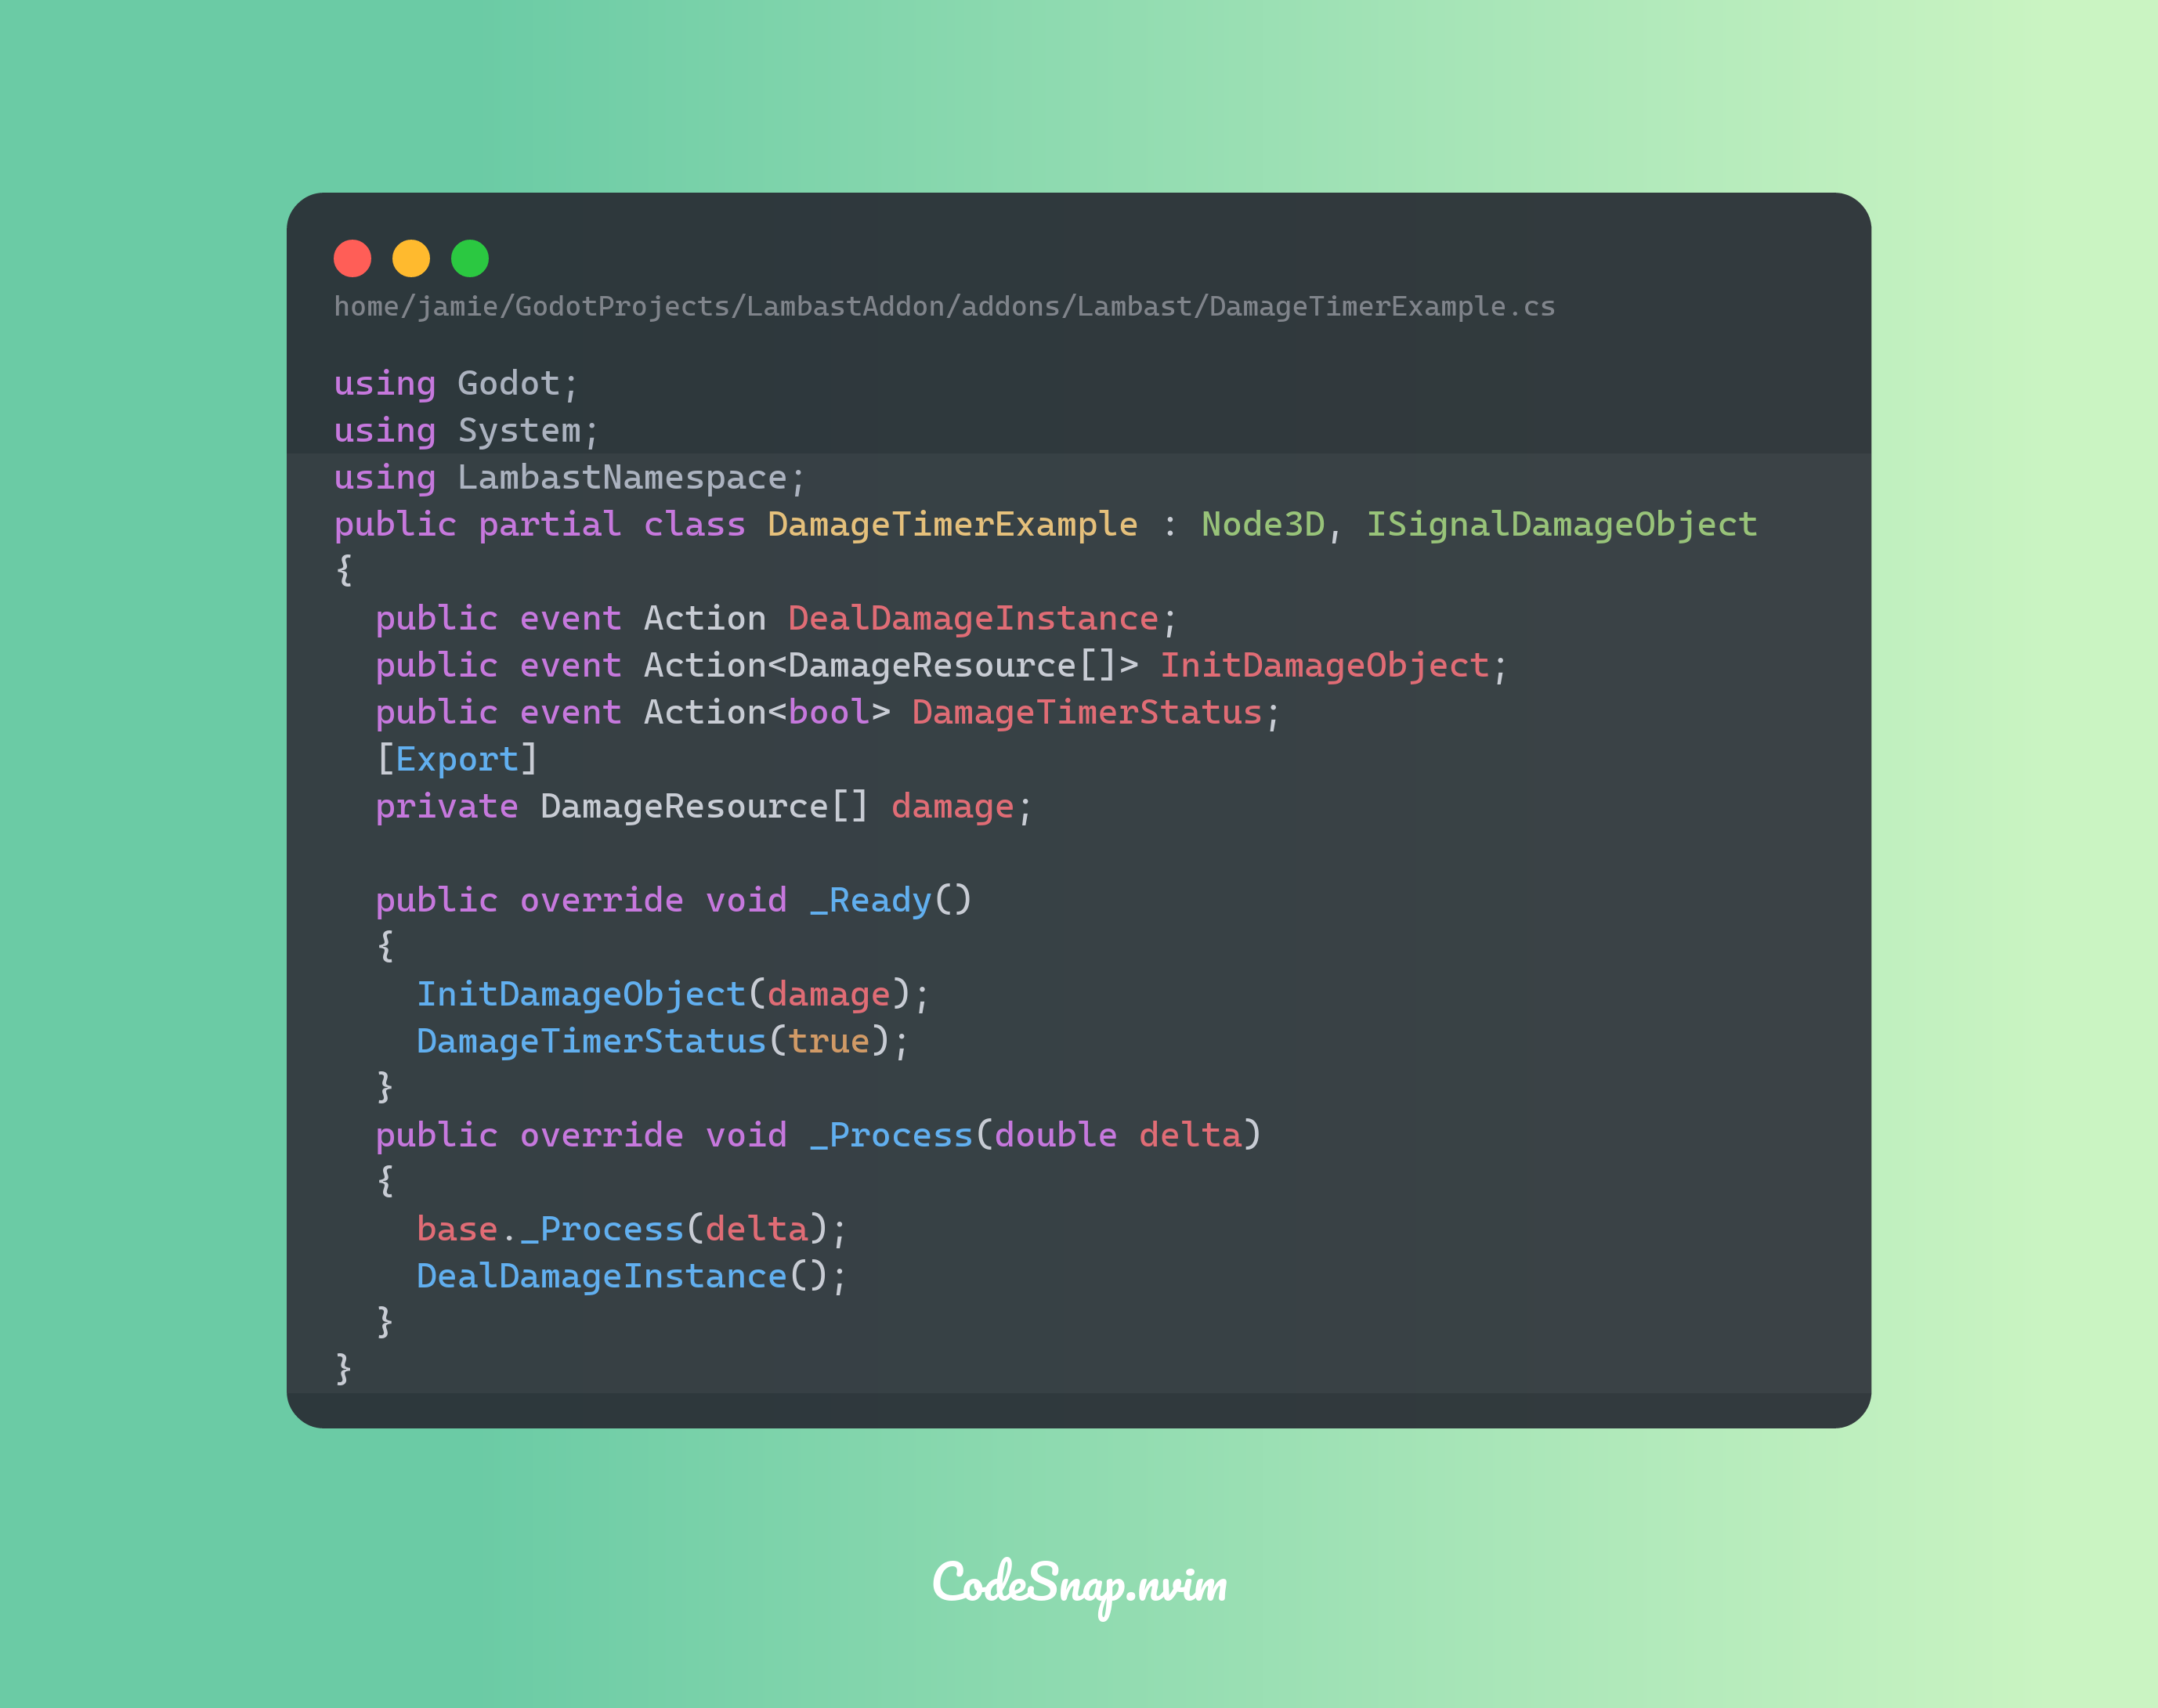 home/jamie/GodotProjects/LambastAddon/addons/Lambast/DamageTimerExample.cs
using Godot;
using System;
using LambastNamespace;
public partial class DamageTimerExample : Node3D, ISignalDamageObject
{
  public event Action DealDamageInstance;
  public event Action<DamageResource[]> InitDamageObject;
  public event Action<bool> DamageTimerStatus;
  [Export]
  private DamageResource[] damage;

  public override void _Ready()
  {
    InitDamageObject(damage);
    DamageTimerStatus(true);
  }
  public override void _Process(double delta)
  {
    base._Process(delta);
    DealDamageInstance();
  }
}
CodeSnap.nvim